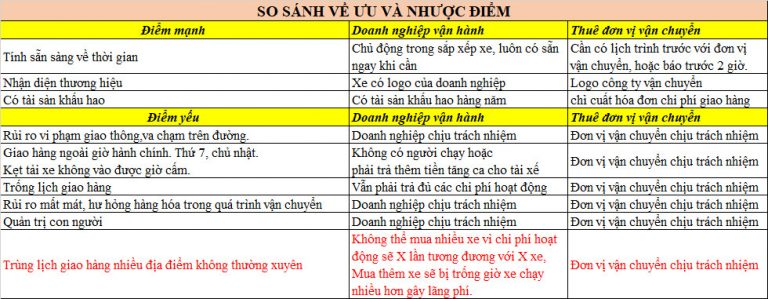 SO SÁNH VỀ ƯU VÀ NHƯỢC ĐIỂM
Điểm mạnh
Doanh nghiệp vận hành
Thuê đơn vị vận chuyển
Tính sẵn sàng về thời gian
Chủ động trong sắp xếp xe, luôn có sẵn
ngay khi cần
Cần có lịch trình trước với đơn vị
vận chuyển, hoặc báo trước 2 giờ.
Nhận diện thương hiệu
Xe có logo của doanh nghiệp
Logo công ty vận chuyển
Có tài sản khấu hao
Có tài sản khấu hao hàng năm
chỉ cuất hóa đơn chi phí giao hàng
Điểm yếu
Doanh nghiệp vận hành
Thuê đơn vị vận chuyển
Rủi ro vi phạm giao thông,va chạm trên đường.
Doanh nghiệp chịu trách nhiệm
Đơn vị vận chuyển chịu trách nhiệm
Giao hàng ngoài giờ hành chính. Thứ 7, chủ nhật.
Kẹt tải xe không vào được giờ cấm.
Không có người chạy hoặc
phải trả thêm tiền tăng ca cho tài xế
Đơn vị vận chuyển chịu trách nhiệm
Trống lịch giao hàng
Vẫn phải trả đủ các chi phí hoạt động
Đơn vị vận chuyển chịu trách nhiệm
Rủi ro mất mát, hư hỏng hàng hóa trong quá trình vận chuyển
Doanh nghiệp chịu trách nhiệm
Đơn vị vận chuyển chịu trách nhiệm
Quản trị con người
Doanh nghiệp chịu trách nhiệm
Đơn vị vận chuyển chịu trách nhiệm
Trùng lịch giao hàng nhiều địa điểm không thường xuyên
Không thể mua nhiều xe vì chi phí hoạt
động sẽ X lần tương đương với X xe,
Mua thêm xe sẽ bị trống giờ xe chạy
nhiều hơn gây lãng phí.
Đơn vị vận chuyển chịu trách nhiệm